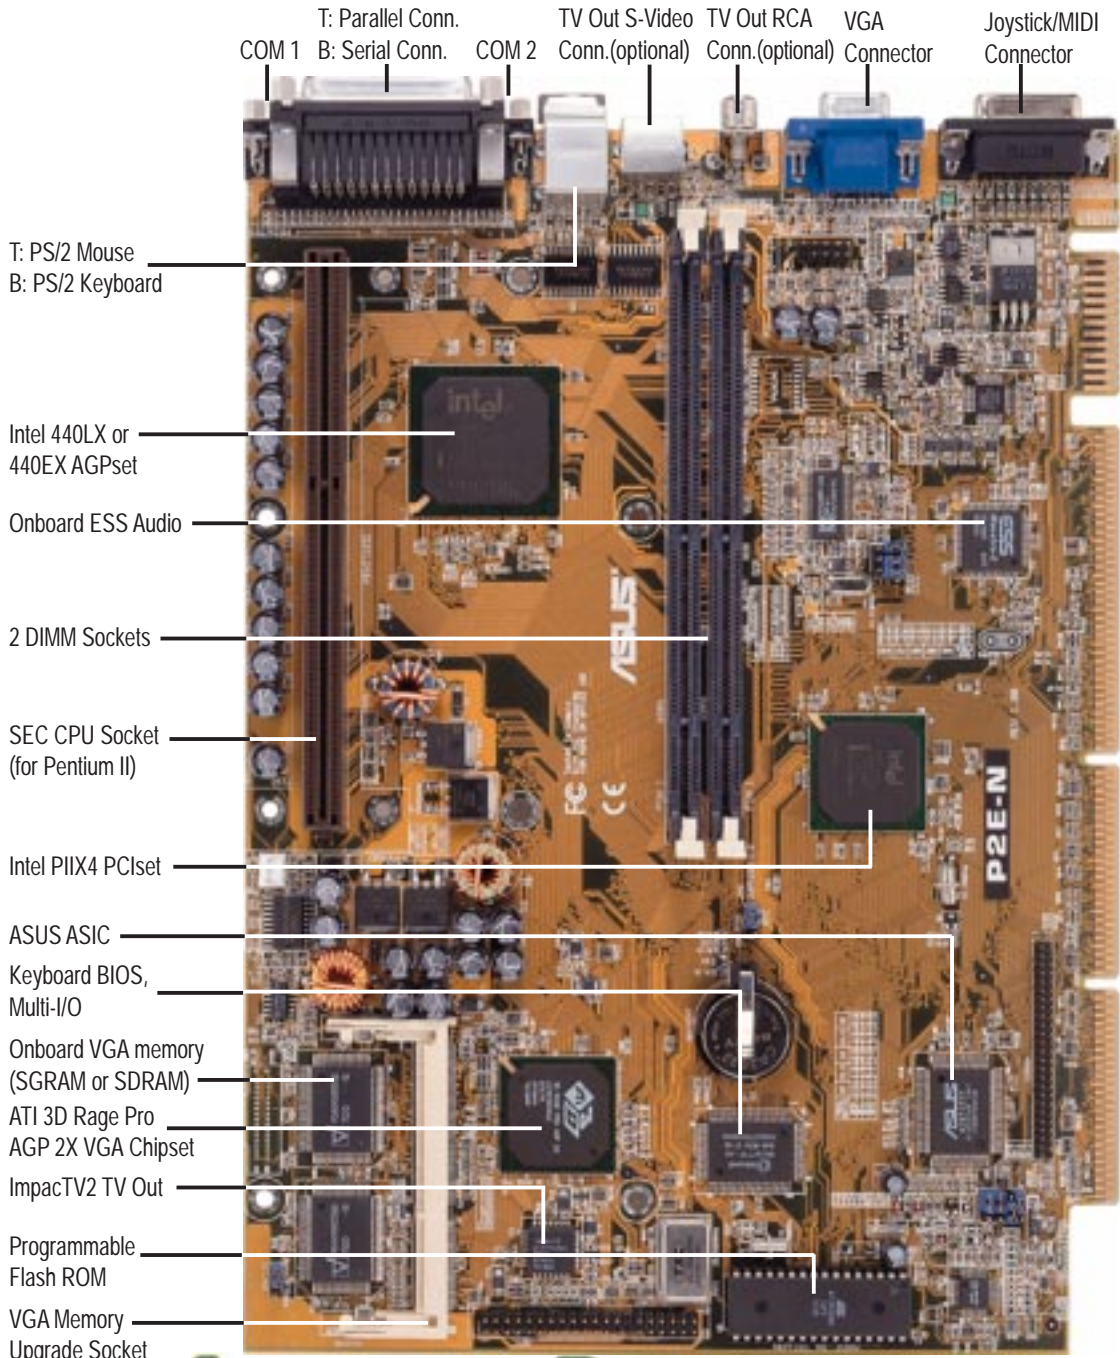 T: Parallel Conn.
B: Serial Conn.
COM 1
COM 2
TV Out S-Video
Conn.(optional)
TV Out RCA
Conn.(optional)
VGA
Connector
Joystick/MIDI
Connector
T: PS/2 Mouse
B: PS/2 Keyboard
Intel 440LX or
440EX AGPset
Onboard ESS Audio
2 DIMM Sockets
SEC CPU Socket
(for Pentium II)
Intel PIIX4 PCIset
ASUS ASIC
Keyboard BIOS,
Multi-I/O
Onboard VGA memory
(SGRAM or SDRAM)
ATI 3D Rage Pro
AGP 2X VGA Chipset
ImpacTV2 TV Out
Programmable
Flash ROM
VGA Memory
Upgrade Socket
intel
ESS
ASUS
FC CE
P2E-N
ASUS